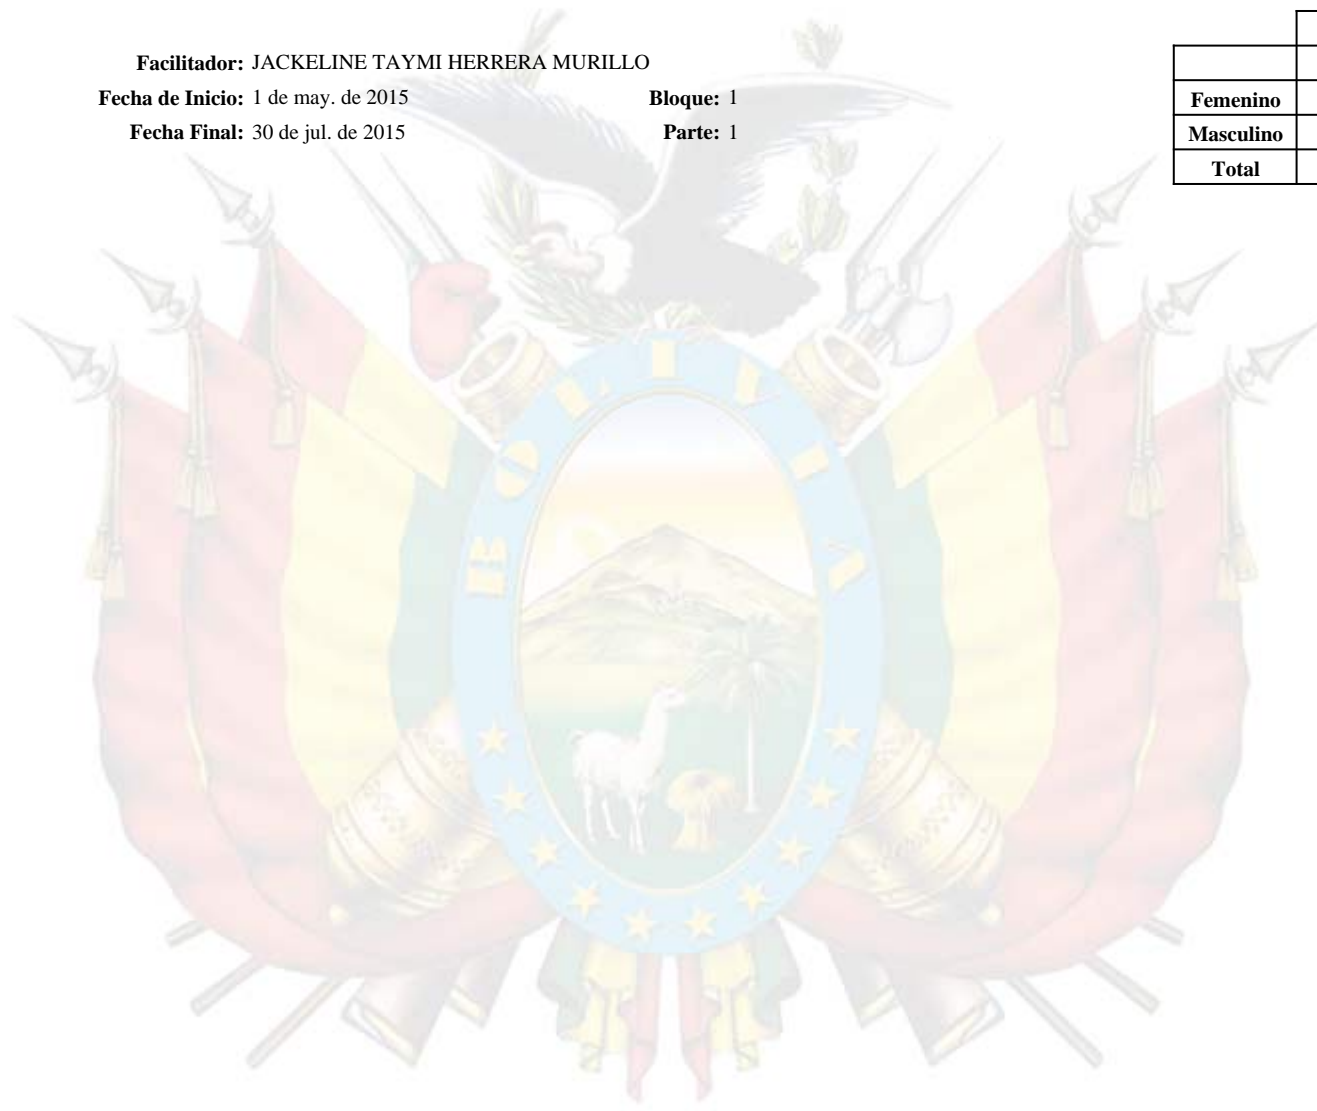 Facilitador: JACKELINE TAYMI HERRERA MURILLO
Fecha de Inicio: 1 de may. de 2015 Bloque: 1
Fecha Final: 30 de jul. de 2015 Parte: 1
Femenino
Masculino
Total
BOLIVIA